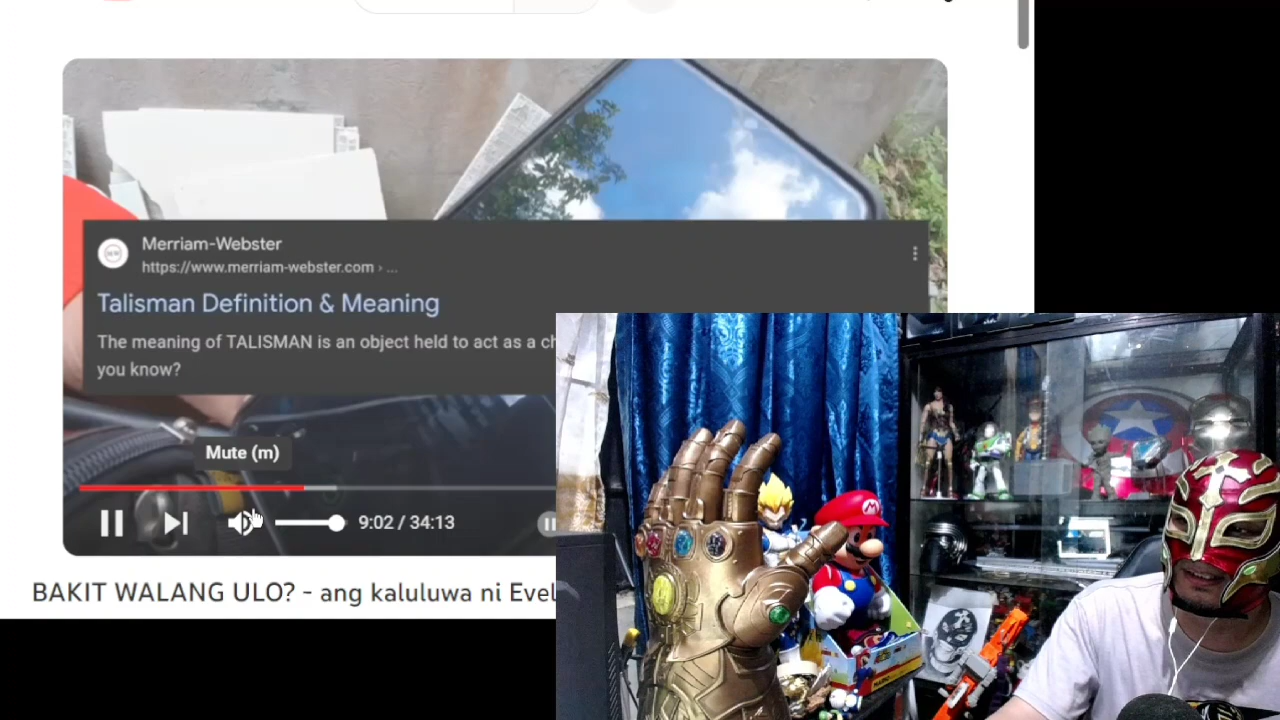 Merriam-Webster
https://www.merriam-webster.com › ...
Talisman Definition & Meaning
The meaning of TALISMAN is an object held to act as a ch
you know?
Mute (m)
9:02 / 34:13
BAKIT WALANG ULO? - ang kaluluwa ni Evel
M